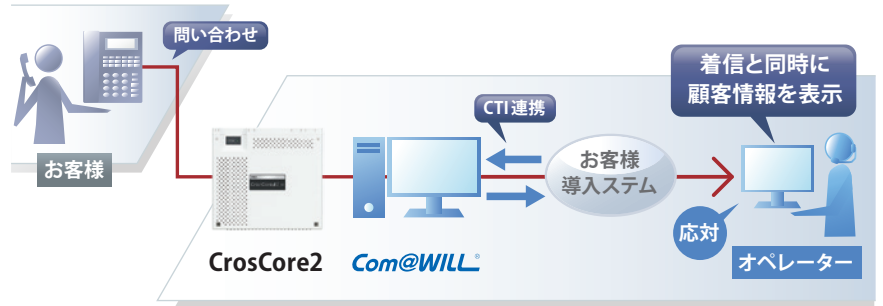 問い合わせ
お客様
CTI連携
着信と同時に
顧客情報を表示
お客様
導入ステム
応対
オペレーター
CrosCore2
Com@WILL®